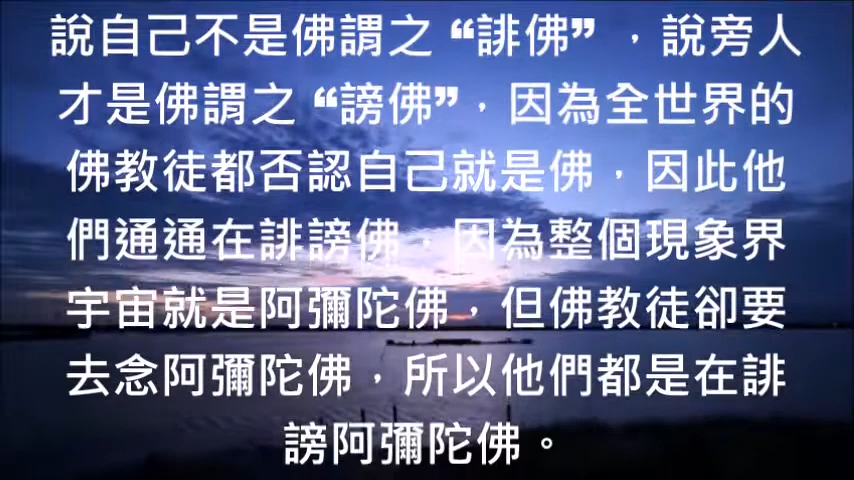 說自己不是佛謂之 “誹佛” ，說旁人
才是佛謂之 “謗佛”，因為全世界的
佛教徒都否認自己就是佛，因此他
們通通在誹謗佛，因為整個現象界
宇宙就是阿彌陀佛，但佛教徒卻要
去念阿彌陀佛，所以他們都是在誹
謗阿彌陀佛。